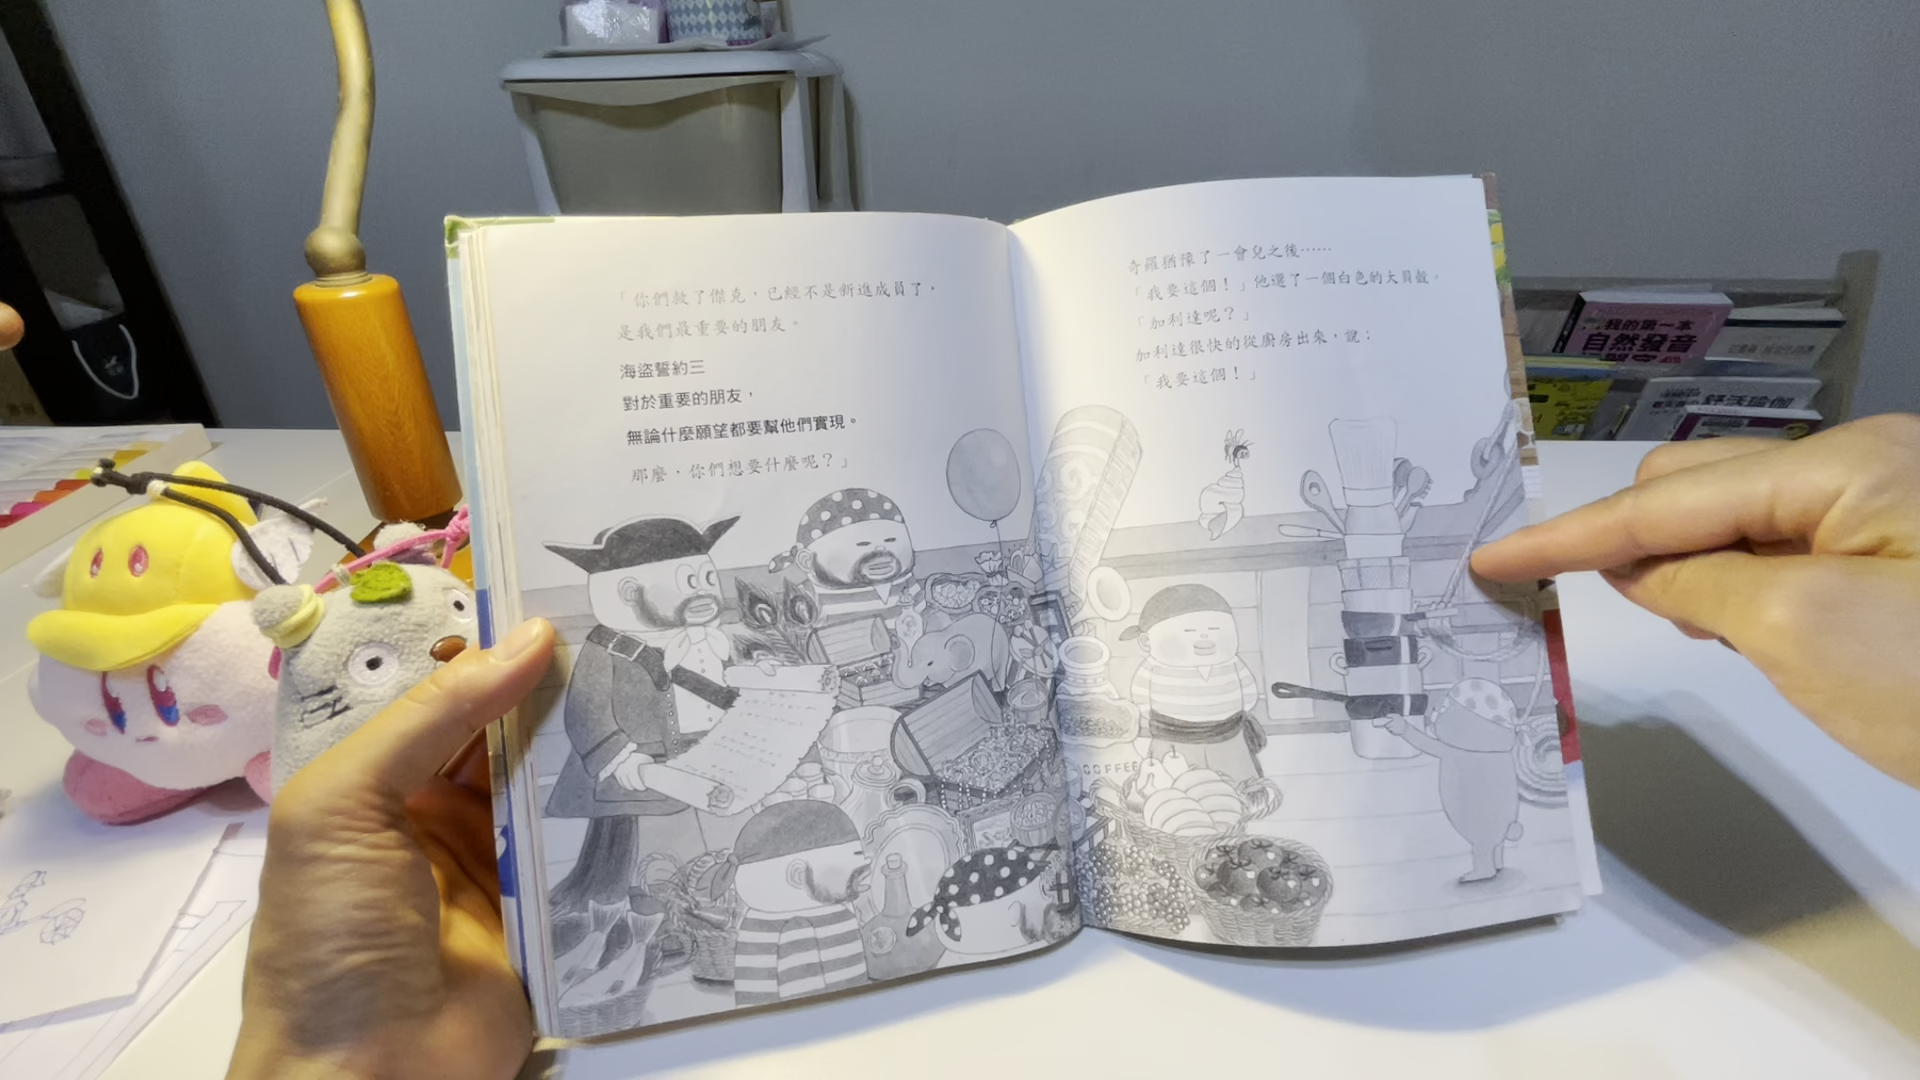 「你們救了傑克，已經不是新進成員了，
是我們最重要的朋友。
海盜誓約三
對於重要的朋友，
無論什麼願望都要幫他們實現。
那麼，你們想要什麼呢？」
奇羅猶豫了一會兒之後……
「我要這個！」他選了一個白色的大貝殼。
「加利達呢？」
加利達很快的從廚房出來，說：
「我要這個！」
COFFEE
我的第一本
自然發音